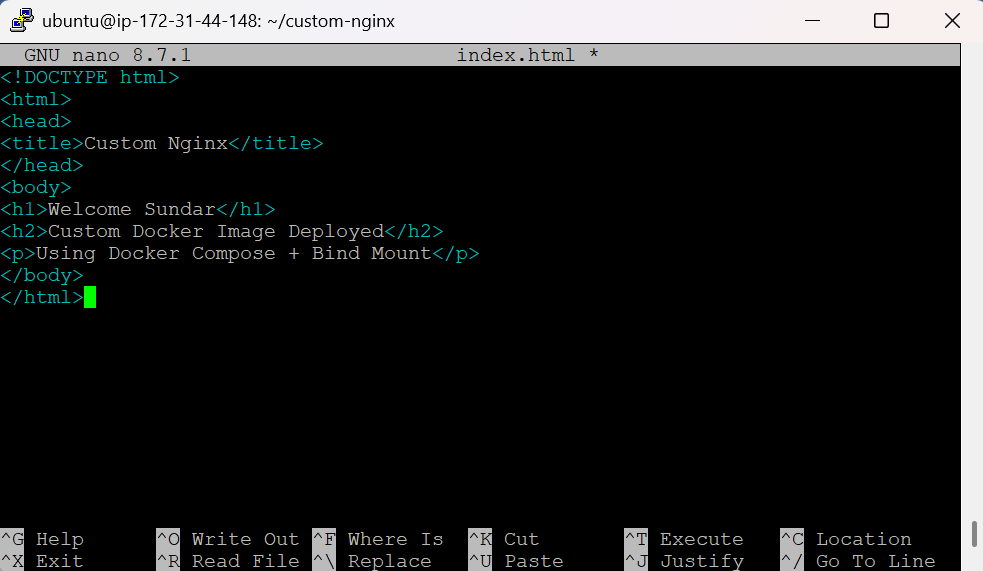 ubuntu@ip-172-31-44-148: ~/custom-nginx
GNU nano 8.7.1 index.html *
<!DOCTYPE html>
<html>
<head>
<title>Custom Nginx</title>
</head>
<body>
<h1>Welcome Sundar</h1>
<h2>Custom Docker Image Deployed</h2>
<p>Using Docker Compose + Bind Mount</p>
</body>
</html>
^G Help ^O Write Out ^F Where Is ^K Cut ^T Execute ^C Location
^X Exit ^R Read File ^\ Replace ^U Paste ^J Justify ^/ Go To Line